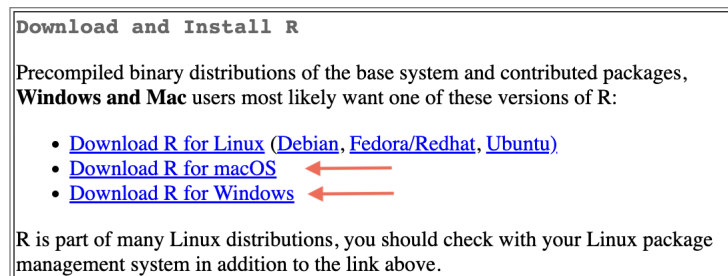 Download and Install R
Precompiled binary distributions of the base system and contributed packages,
Windows and Mac users most likely want one of these versions of R:
• Download R for Linux (Debian, Fedora/Redhat, Ubuntu)
• Download R for macOS
• Download R for Windows
R is part of many Linux distributions, you should check with your Linux package
management system in addition to the link above.